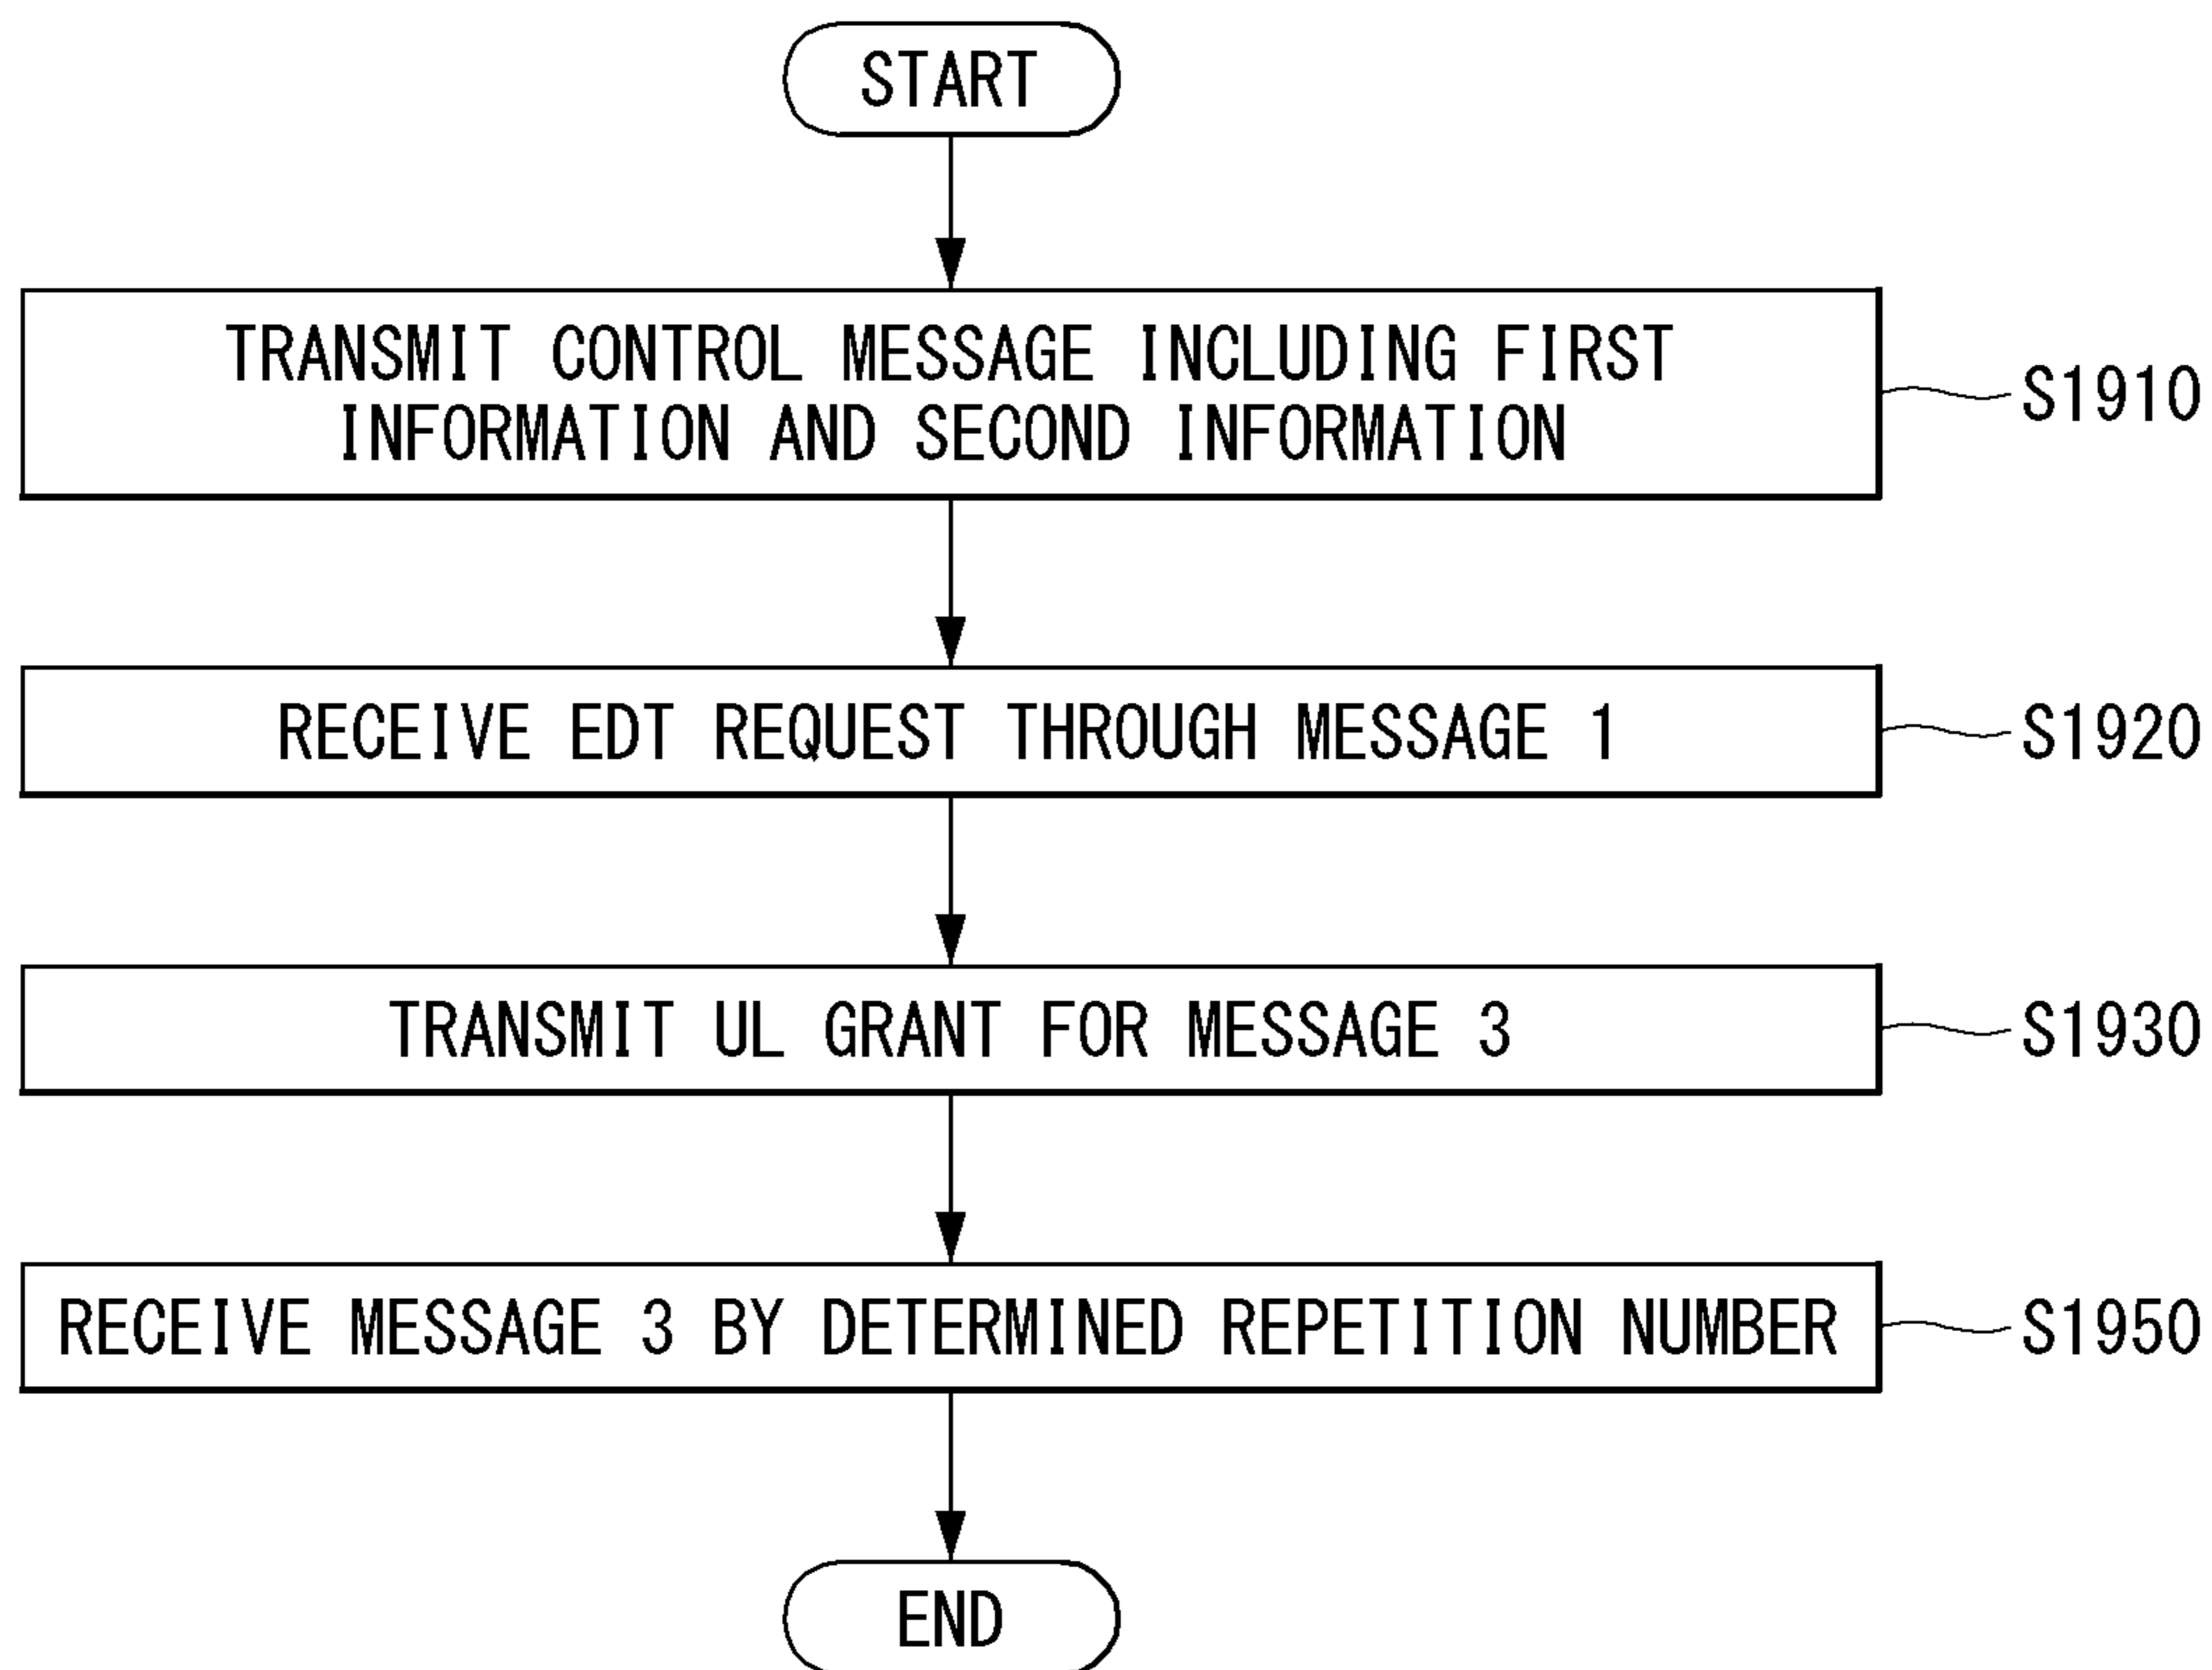 START
TRANSMIT CONTROL MESSAGE INCLUDING FIRST
INFORMATION AND SECOND INFORMATION
S1910
RECEIVE EDT REQUEST THROUGH MESSAGE 1
S1920
TRANSMIT UL GRANT FOR MESSAGE 3
S1930
RECEIVE MESSAGE 3 BY DETERMINED REPETITION NUMBER
S1950
END